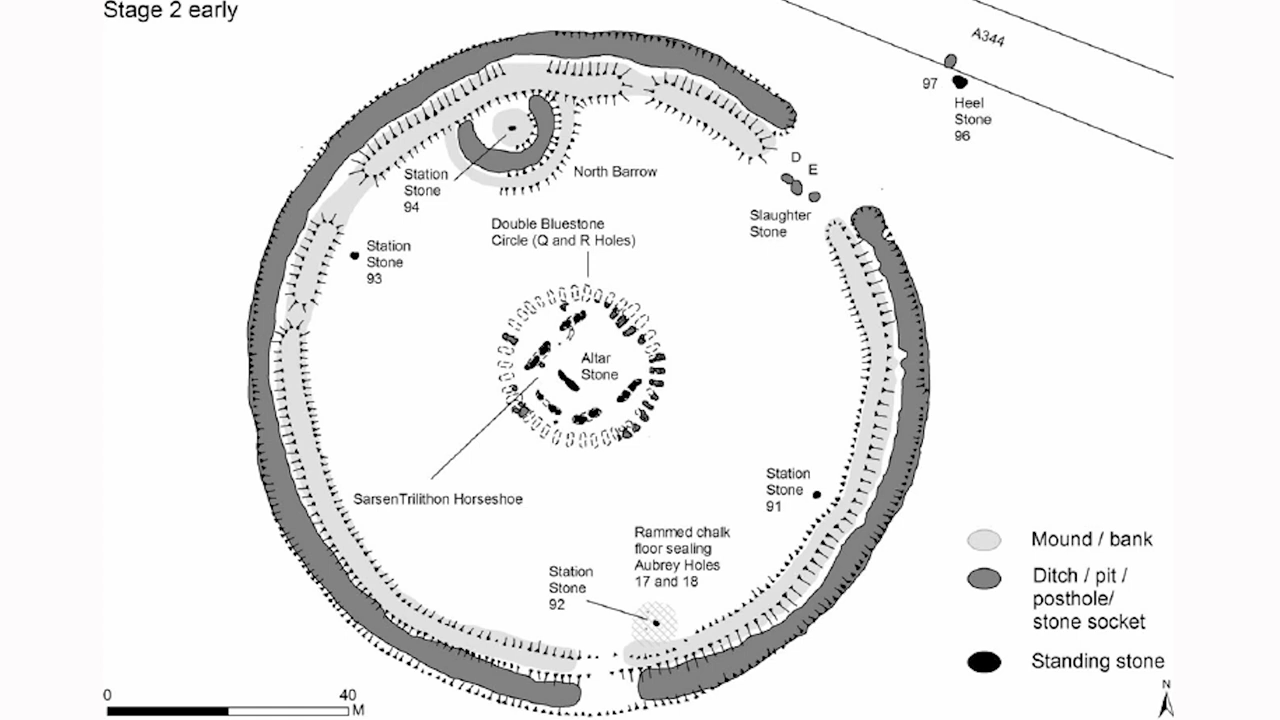 Stage 2 early
A344
97
Heel
Stone
96
D
E
Slaughter
Stone
Station
Stone
94
North Barrow
Double Bluestone
Circle (Q and R Holes)
Station
Stone
93
Altar
Stone
SarsenTrilithon Horseshoe
Station
Stone
91
Rammed chalk
floor sealing
Aubrey Holes
17 and 18
Station
Stone
92
Mound / bank
Ditch / pit /
posthole/
stone socket
Standing stone
0
40
M
N